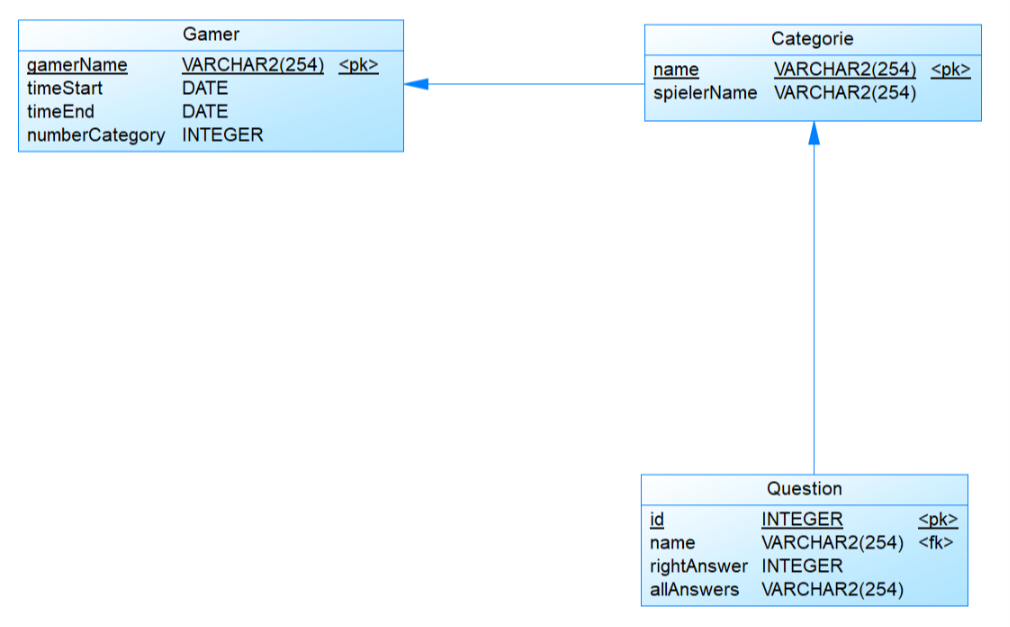 Gamer
gamerName VARCHAR2(254) <pk>
timeStart DATE
timeEnd DATE
numberCategory INTEGER
Categorie
name VARCHAR2(254) <pk>
spielerName VARCHAR2(254)
Question
id INTEGER <pk>
name VARCHAR2(254) <fk>
rightAnswer INTEGER
allAnswers VARCHAR2(254)